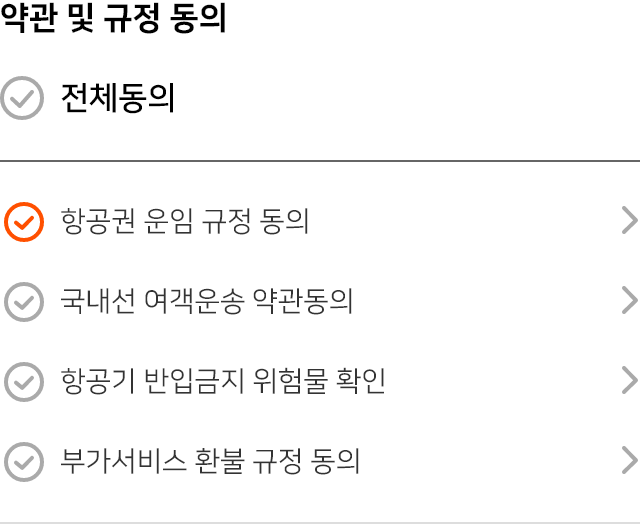 약관 및 규정 동의
전체동의
항공권 운임 규정 동의
국내선 여객운송 약관동의
항공기 반입금지 위험물 확인
부가서비스 환불 규정 동의